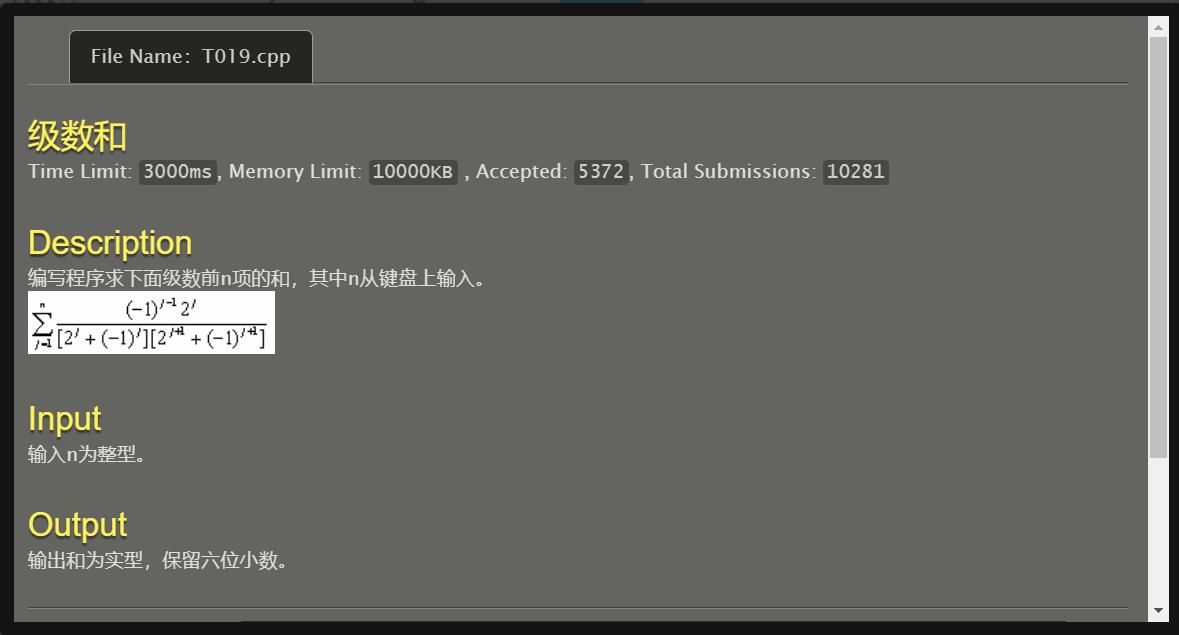 File Name：T019.cpp
级数和
Time Limit: 3000ms, Memory Limit: 10000KB , Accepted: 5372, Total Submissions: 10281
Description
编写程序求下面级数前n项的和，其中n从键盘上输入。
n
(−1)^{j−1} 2^j
∑
[2^j + (−1)^j][2^{j+1} + (−1)^{j+1}]
j=1
Input
输入n为整型。
Output
输出和为实型，保留六位小数。